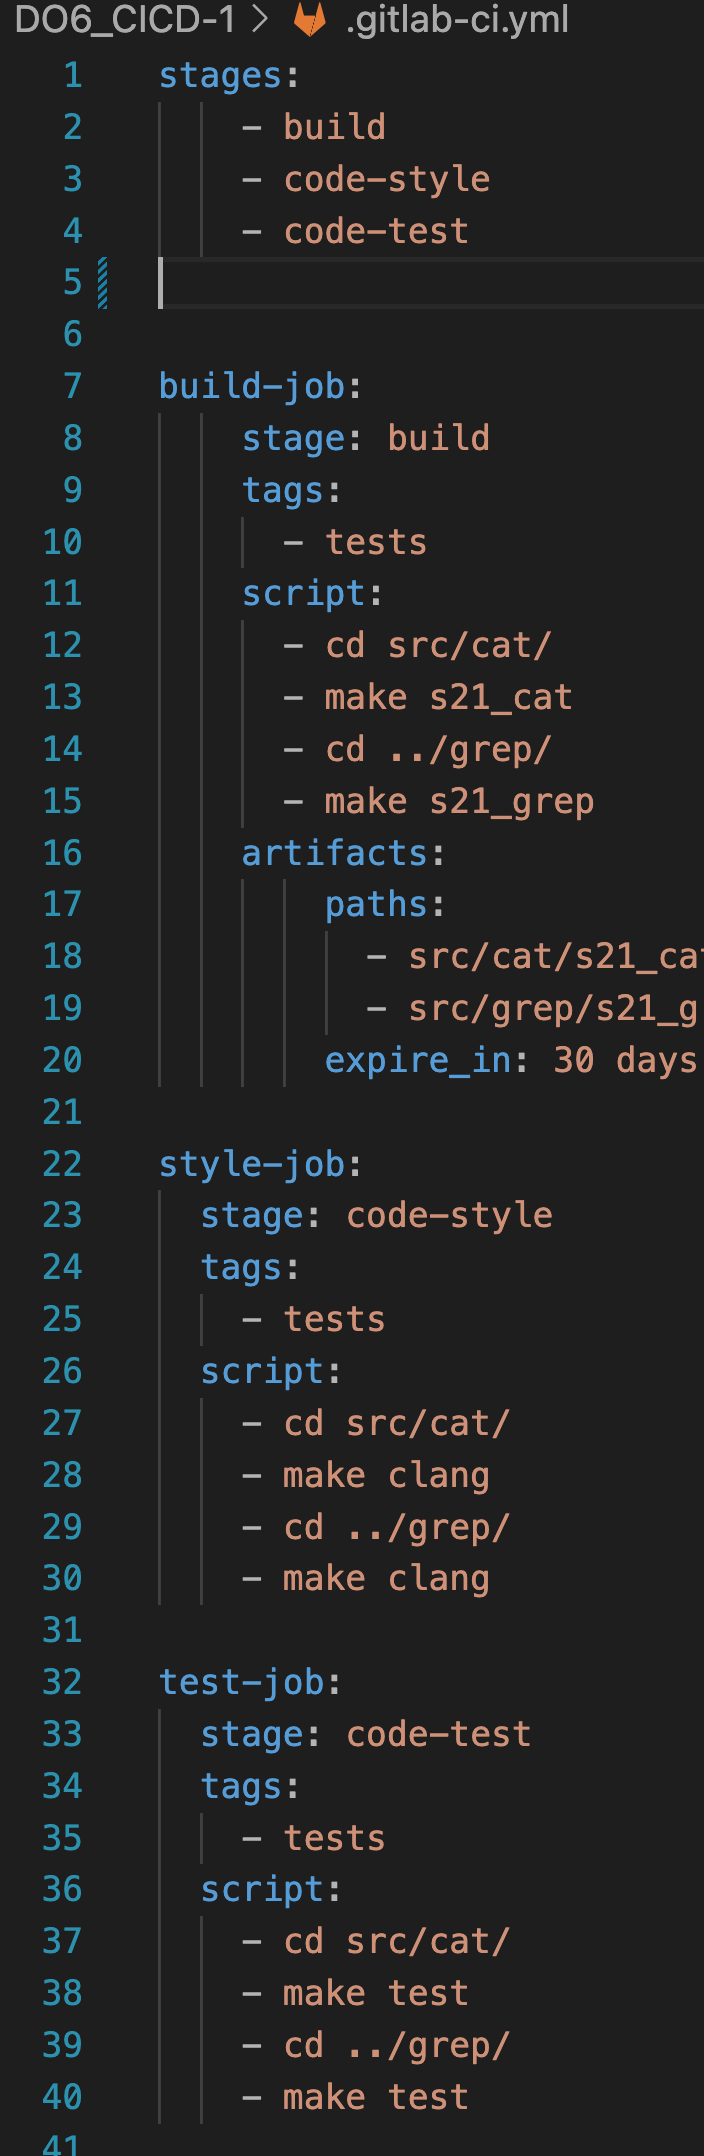 DO6_CICD-1 > .gitlab-ci.yml
1 stages:
2 - build
3 - code-style
4 - code-test
5
6
7 build-job:
8 stage: build
9 tags:
10 - tests
11 script:
12 - cd src/cat/
13 - make s21_cat
14 - cd ../grep/
15 - make s21_grep
16 artifacts:
17 paths:
18 - src/cat/s21_cat
19 - src/grep/s21_g
20 expire_in: 30 days
21
22 style-job:
23 stage: code-style
24 tags:
25 - tests
26 script:
27 - cd src/cat/
28 - make clang
29 - cd ../grep/
30 - make clang
31
32 test-job:
33 stage: code-test
34 tags:
35 - tests
36 script:
37 - cd src/cat/
38 - make test
39 - cd ../grep/
40 - make test
41